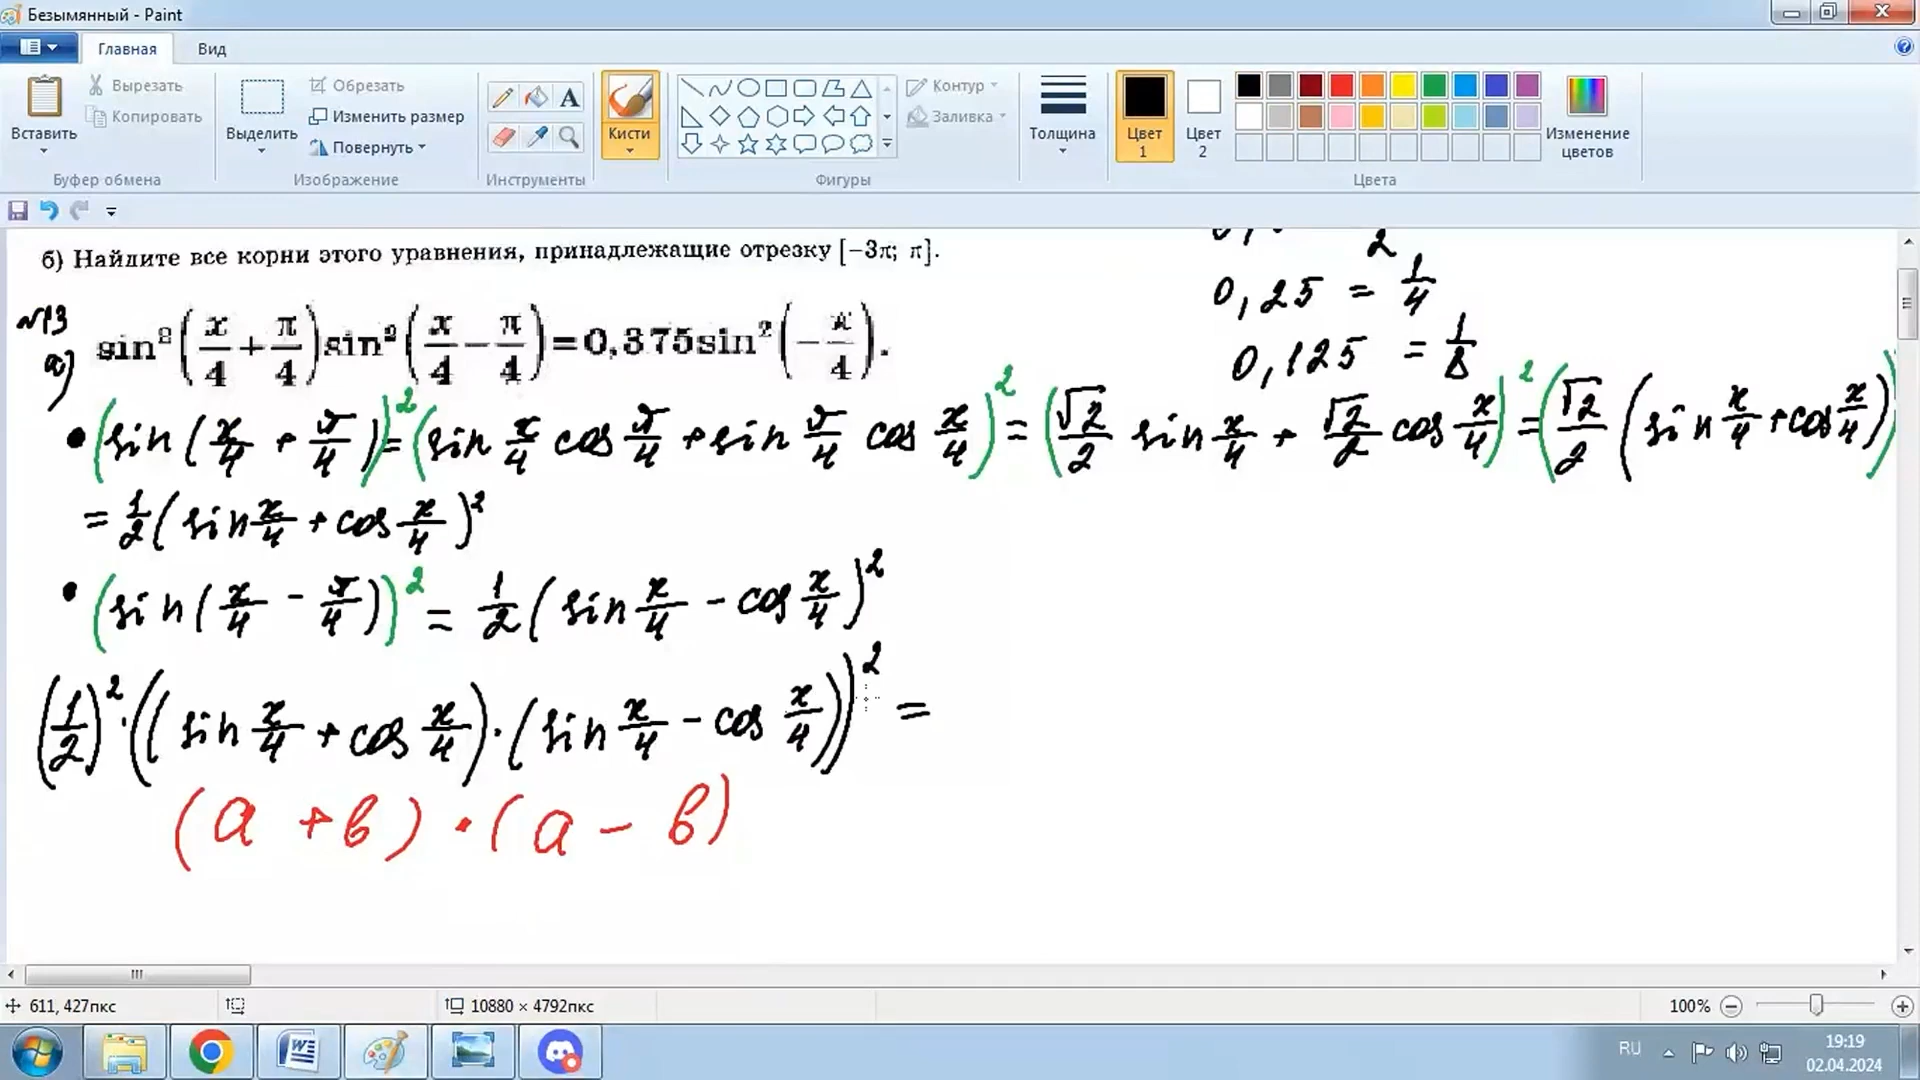 Безымянный - Paint
Главная Вид
Вставить
Вырезать
Копировать
Буфер обмена
Выделить
Обрезать
Изменить размер
Повернуть
Изображение
Инструменты
Кисти
Контур
Заливка
Фигуры
Толщина
Цвет 1
Цвет 2
Изменение цветов
Цвета
б) Найдите все корни этого уравнения, принадлежащие отрезку [−3π; π].
0,25 = 1/4
0,125 = 1/8
№13
а) sin²(x/4 + π/4) sin²(x/4 − π/4) = 0,375 sin²(−x/4).
• (sin(x/4 + π/4))² = (sin x/4 cos π/4 + sin π/4 cos x/4)² = (√2/2 sin x/4 + √2/2 cos x/4)² = (√2/2 (sin x/4 + cos x/4)
= 1/2 (sin x/4 + cos x/4)²
• (sin(x/4 − π/4))² = 1/2 (sin x/4 − cos x/4)²
(1/2)² · ((sin x/4 + cos x/4) · (sin x/4 − cos x/4))² =
(a + b) · (a − b)
611, 427пкс
10880 × 4792пкс
100%
RU
19:19
02.04.2024